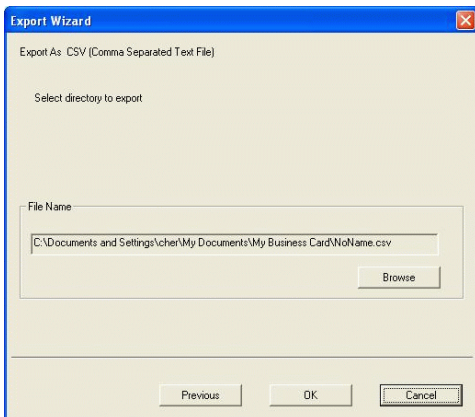 Export Wizard
Export As CSV (Comma Separated Text File)
Select directory to export
File Name
C:\Documents and Settings\cher\My Documents\My Business Card\NoName.csv
Browse
Previous
OK
Cancel